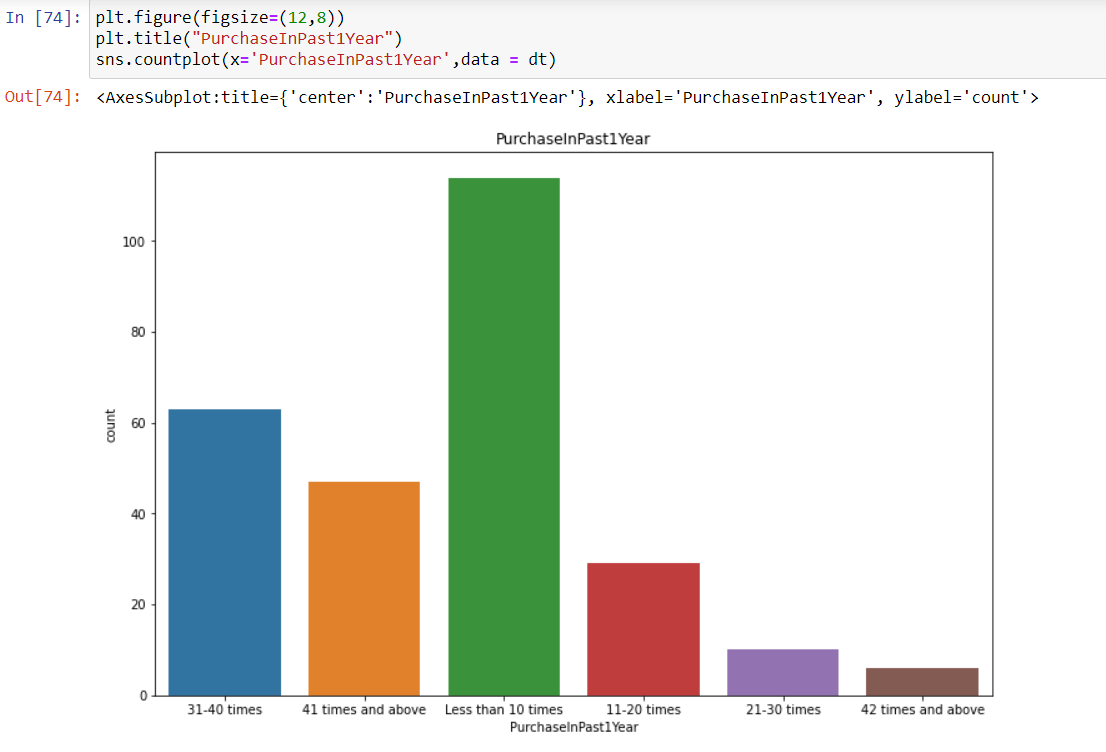 In [74]: plt.figure(figsize=(12,8))
plt.title("PurchaseInPast1Year")
sns.countplot(x='PurchaseInPast1Year',data = dt)
Out[74]: <AxesSubplot:title={'center':'PurchaseInPast1Year'}, xlabel='PurchaseInPast1Year', ylabel='count'>
PurchaseInPast1Year
100
80
60
40
20
0
count
31-40 times 41 times and above Less than 10 times 11-20 times 21-30 times 42 times and above
PurchaseInPast1Year